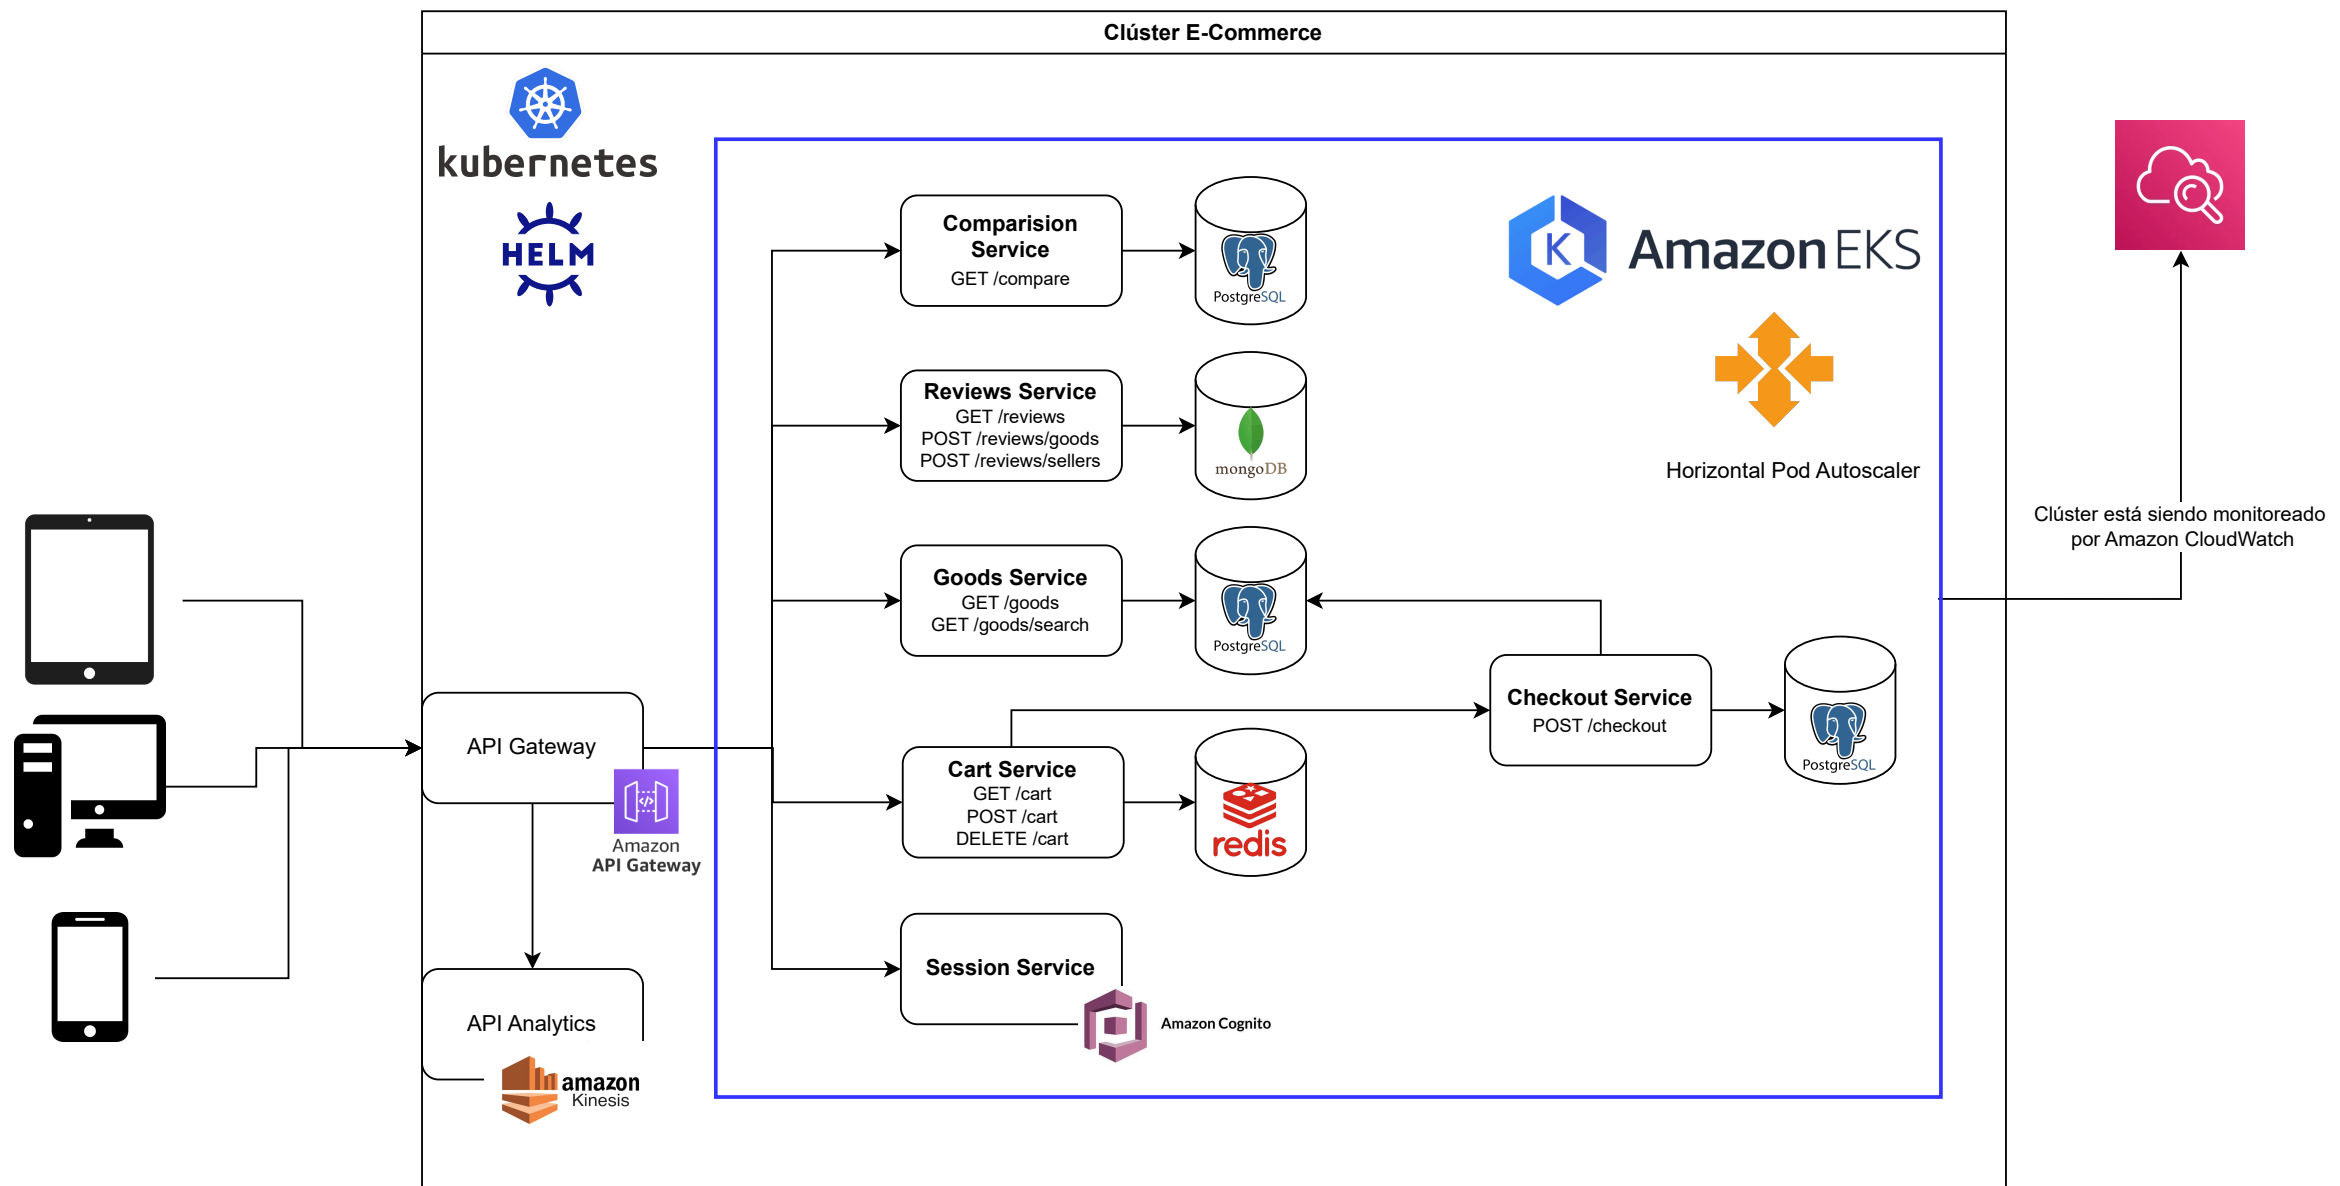 Clúster E-Commerce
kubernetes
HELM
Comparision
Service
GET /compare
PostgreSQL
Amazon EKS
K
Reviews Service
GET /reviews
POST /reviews/goods
POST /reviews/sellers
mongoDB
Horizontal Pod Autoscaler
Clúster está siendo monitoreado
por Amazon CloudWatch
Goods Service
GET /goods
GET /goods/search
PostgreSQL
Checkout Service
POST /checkout
PostgreSQL
API Gateway
Amazon
API Gateway
Cart Service
GET /cart
POST /cart
DELETE /cart
redis
Session Service
Amazon Cognito
API Analytics
amazon
Kinesis